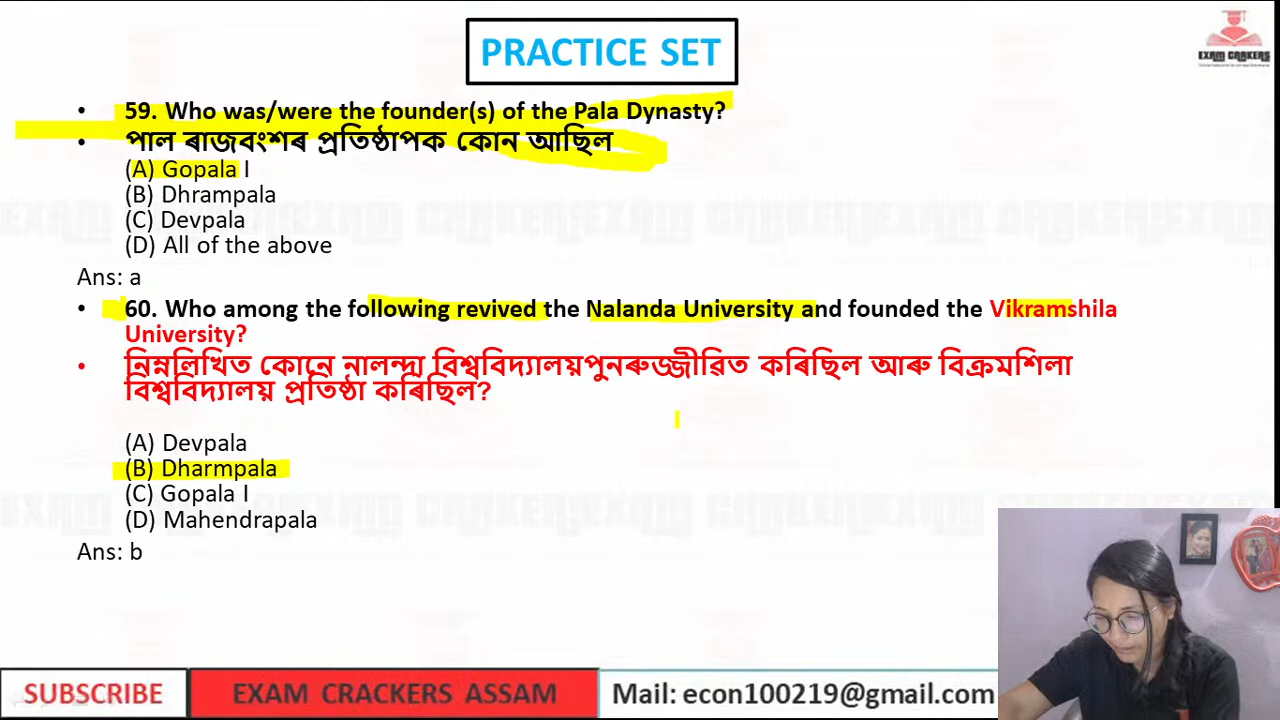 PRACTICE SET
EXAM CRAKERS
• 59. Who was/were the founder(s) of the Pala Dynasty?
• পাল ৰাজবংশৰ প্ৰতিষ্ঠাপক কোন আছিল
(A) Gopala I
(B) Dhrampala
(C) Devpala
(D) All of the above
Ans: a
• 60. Who among the following revived the Nalanda University and founded the Vikramshila
University?
• নিম্নলিখিত কোনে নালন্দা বিশ্ববিদ্যালয়পুনৰুজ্জীৱিত কৰিছিল আৰু বিক্ৰমশিলা
বিশ্ববিদ্যালয় প্ৰতিষ্ঠা কৰিছিল?
(A) Devpala
(B) Dharmpala
(C) Gopala I
(D) Mahendrapala
Ans: b
SUBSCRIBE
EXAM CRACKERS ASSAM
Mail: econ100219@gmail.com